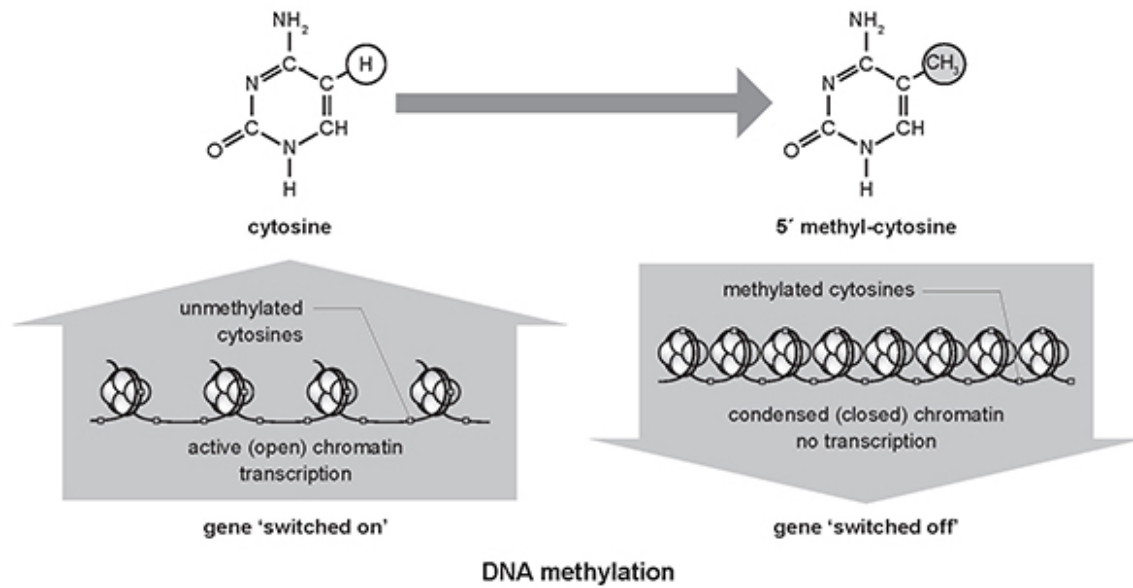 NH₂
C
H
N
C
C
CH
O
N
H
cytosine
NH₂
C
CH₃
N
C
C
CH
O
N
H
5´ methyl-cytosine
unmethylated
cytosines
active (open) chromatin
transcription
gene ‘switched on’
methylated cytosines
condensed (closed) chromatin
no transcription
gene ‘switched off’
DNA methylation